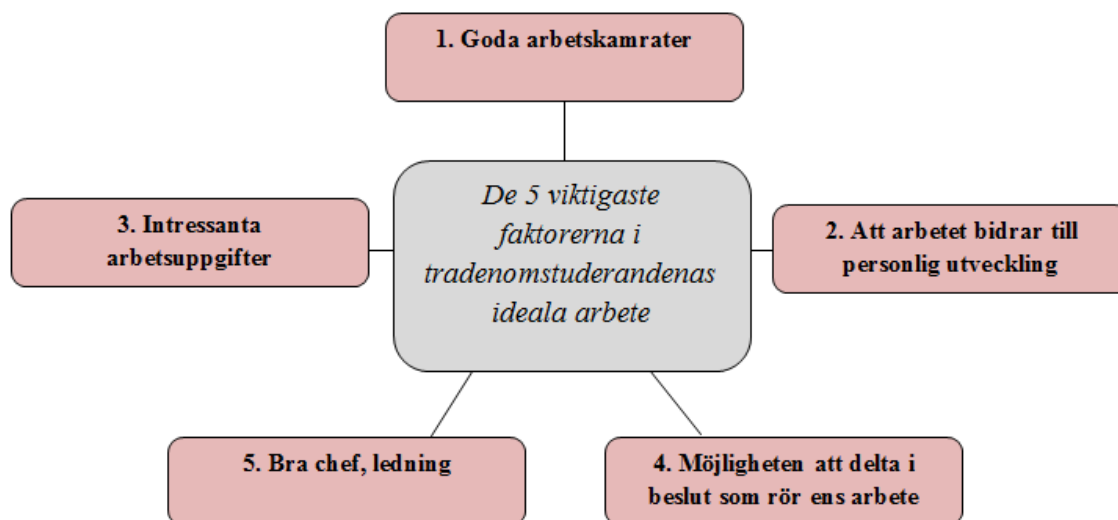 1. Goda arbetskamrater
De 5 viktigaste
faktorerna i
tradenomstuderandenas
ideala arbete
2. Att arbetet bidrar till
personlig utveckling
3. Intressanta
arbetsuppgifter
4. Möjligheten att delta i
beslut som rör ens arbete
5. Bra chef, ledning